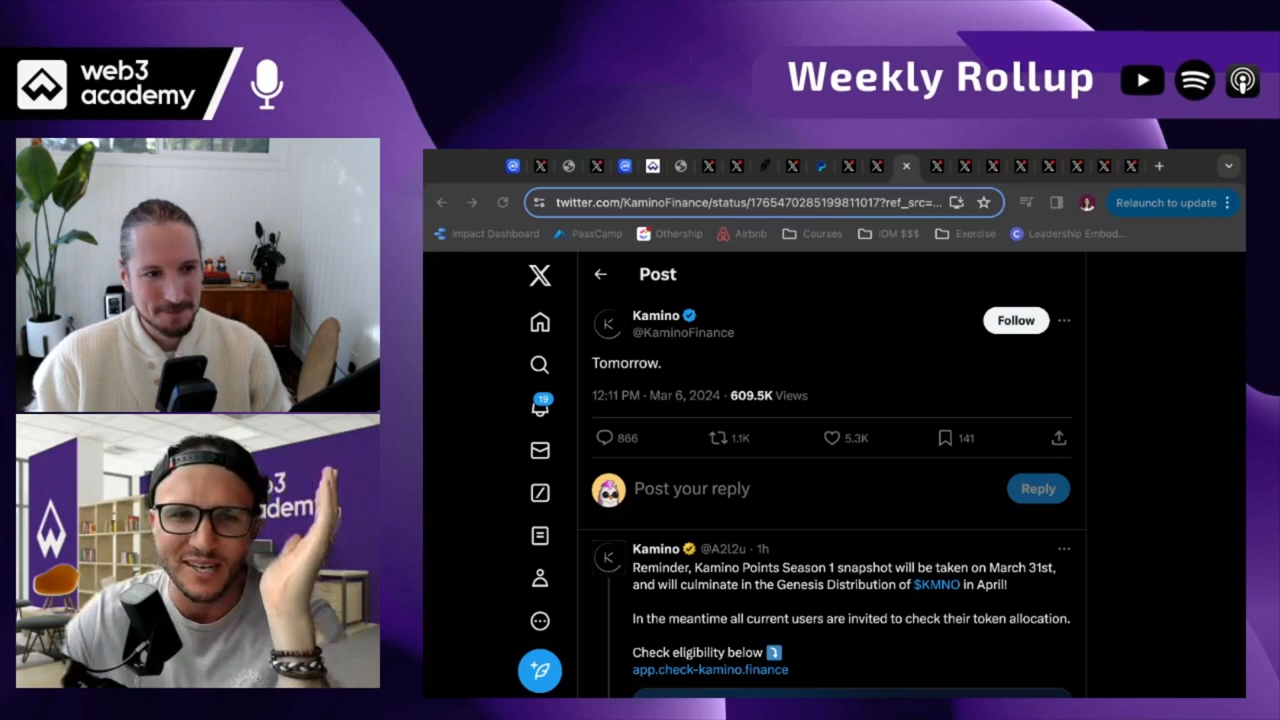 web3
academy
Weekly Rollup
twitter.com/KaminoFinance/status/1765470285199811017?ref_src=...
Relaunch to update
Impact Dashboard
PassCamp
Othership
Airbnb
Courses
IDM $$$
Exercise
Leadership Embod...
Post
Kamino
@KaminoFinance
Follow
Tomorrow.
12:11 PM · Mar 6, 2024 · 609.5K Views
19
866
1.1K
5.3K
141
Post your reply
Reply
Kamino @A2l2u · 1h
Reminder, Kamino Points Season 1 snapshot will be taken on March 31st,
and will culminate in the Genesis Distribution of $KMNO in April!
In the meantime all current users are invited to check their token allocation.
Check eligibility below
app.check-kamino.finance
b3
ademy